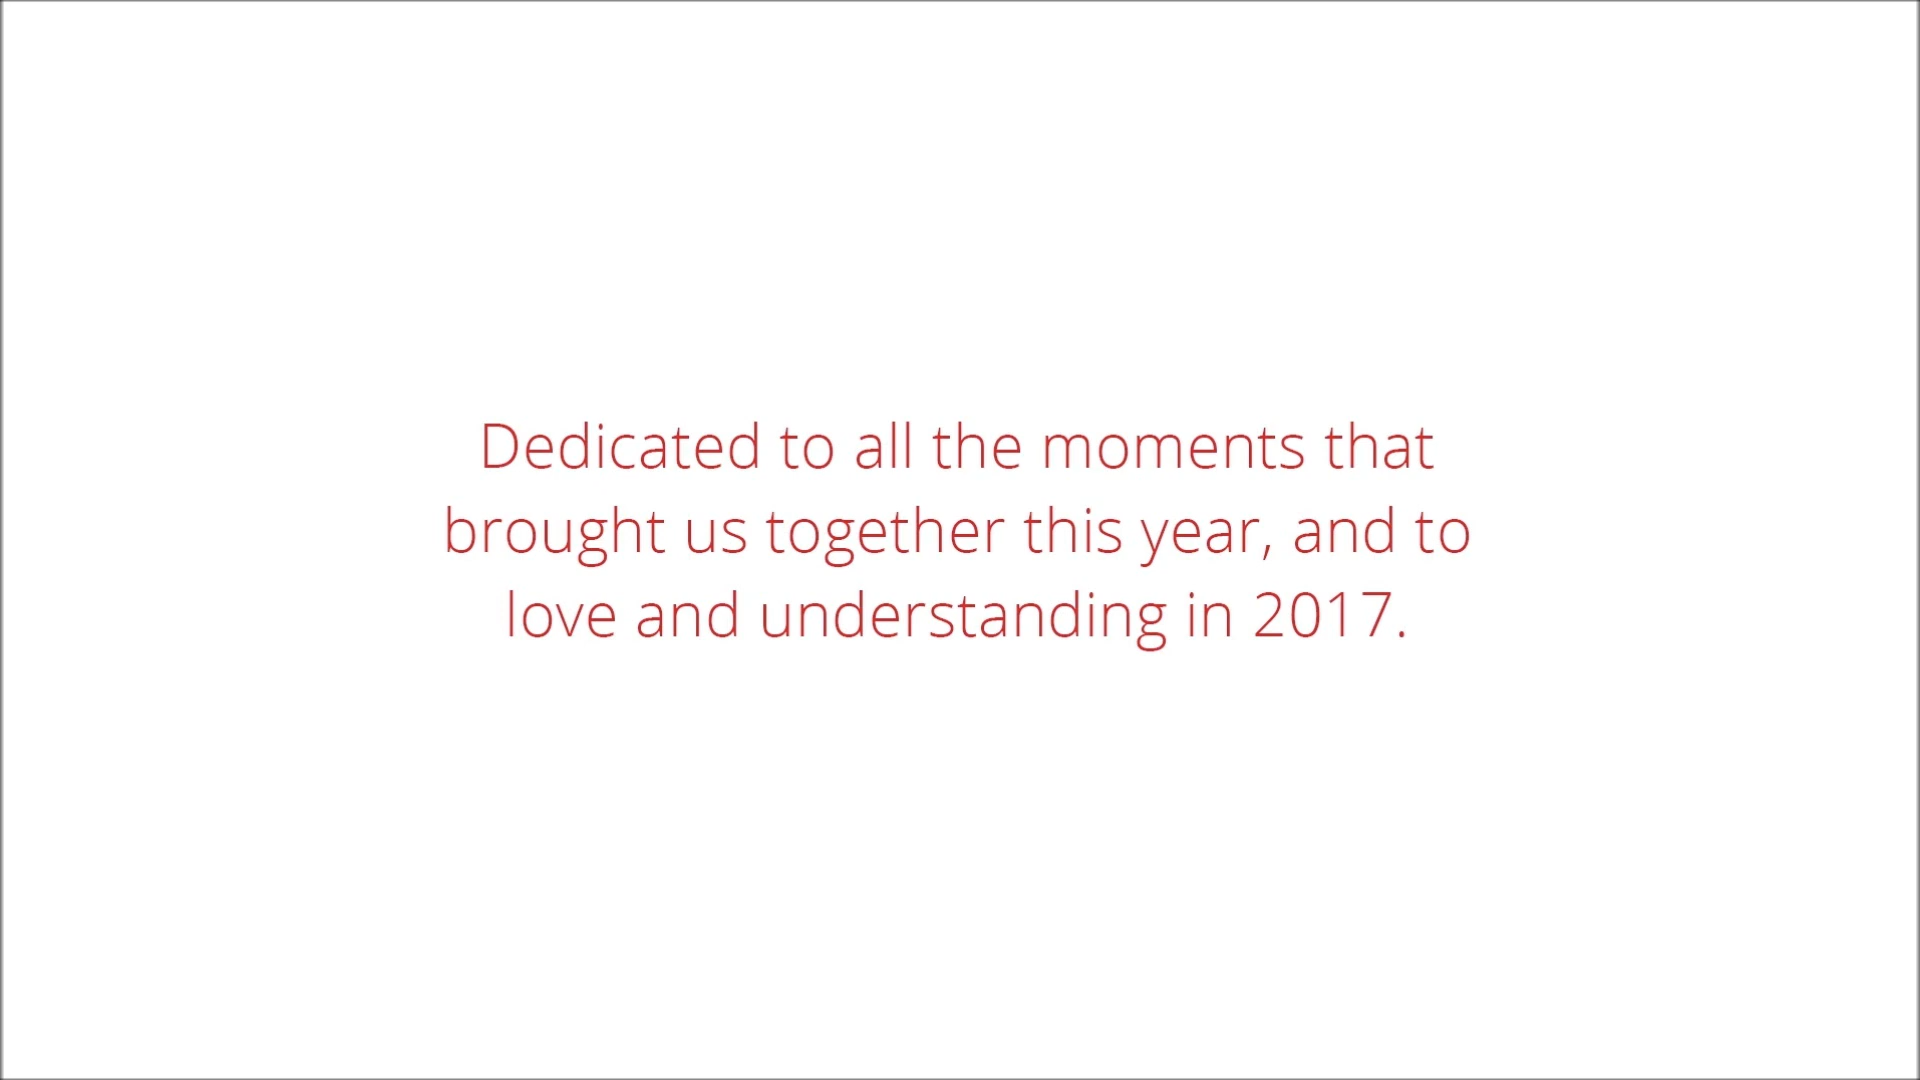 Dedicated to all the moments that
brought us together this year, and to
love and understanding in 2017.